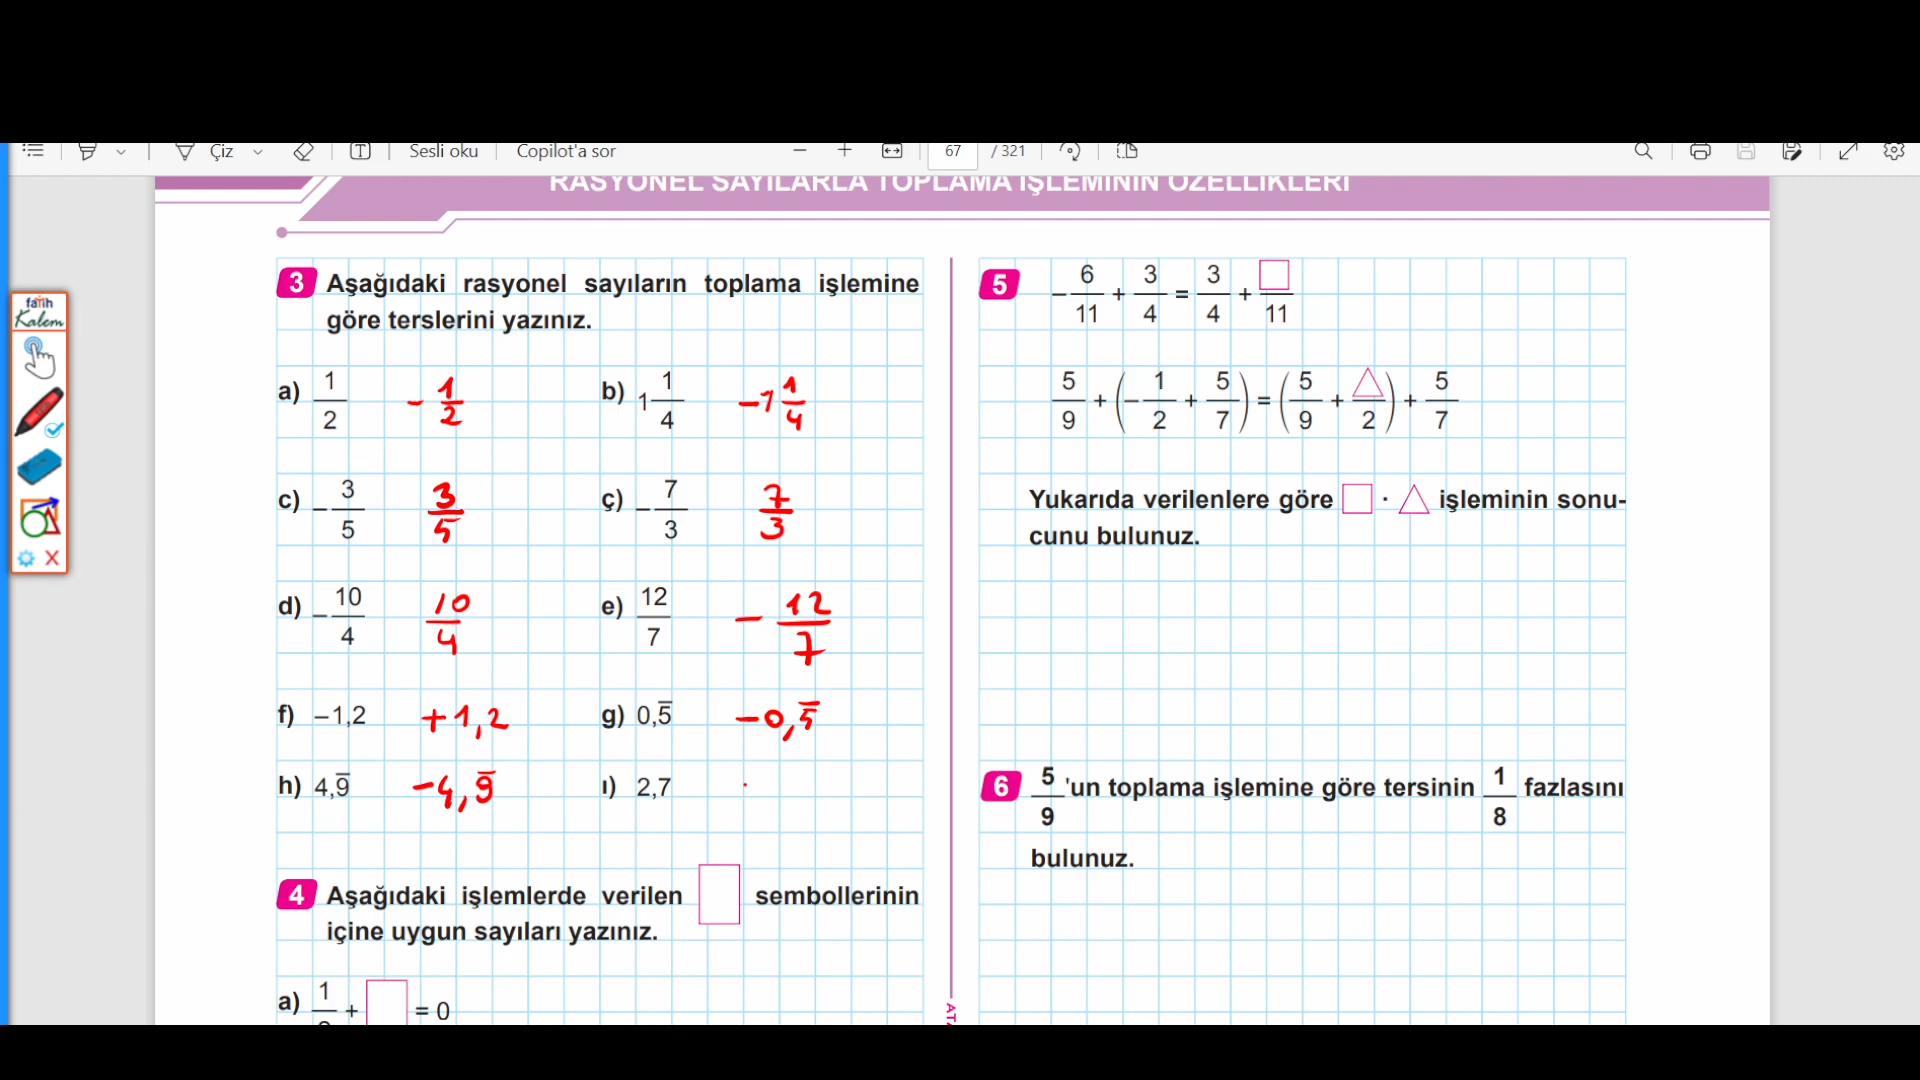 Çiz
Sesli oku
Copilot'a sor
67 / 321
RASYONEL SAYILARLA TOPLAMA İŞLEMİNİN ÖZELLİKLERİ
fatih
Kalem
3 Aşağıdaki rasyonel sayıların toplama işlemine
göre terslerini yazınız.
a) 1/2 - 1/2
b) 1 1/4 -1 1/4
c) - 3/5 3/5
ç) - 7/3 7/3
d) - 10/4 10/4
e) 12/7 - 12/7
f) –1,2 +1,2
g) 0,5̅ -0,5̅
h) 4,9̅ -4,9̅
ı) 2,7
4 Aşağıdaki işlemlerde verilen □ sembollerinin
içine uygun sayıları yazınız.
a) 1 + □ = 0
5 - 6/11 + 3/4 = 3/4 + □/11
5/9 + (- 1/2 + 5/7) = (5/9 + △/2) + 5/7
Yukarıda verilenlere göre □ · △ işleminin sonu-
cunu bulunuz.
6 5/9 'un toplama işlemine göre tersinin 1/8 fazlasını
bulunuz.